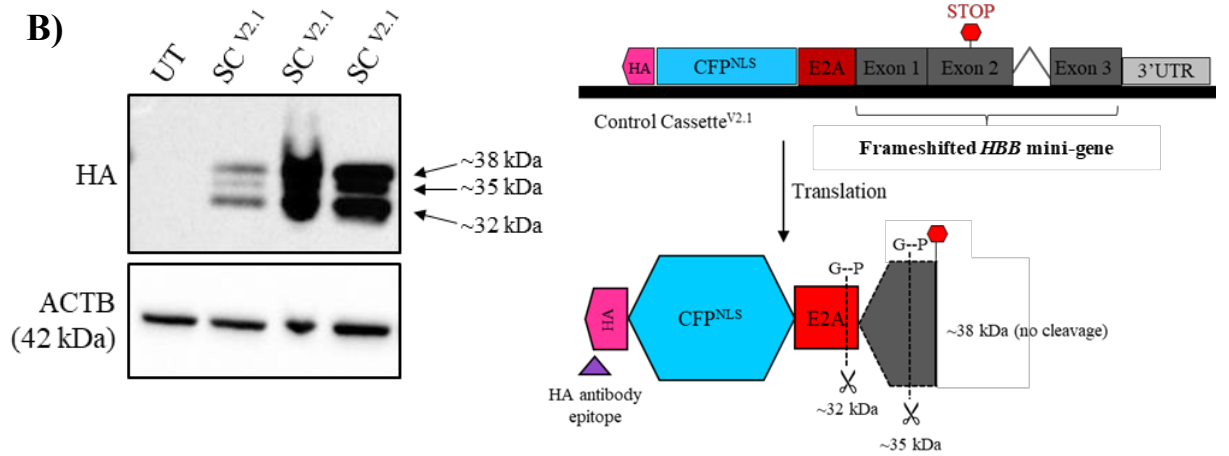 B)
UT
SC V2.1
SC V2.1
SC V2.1
HA
~38 kDa
~35 kDa
~32 kDa
ACTB
(42 kDa)
STOP
HA
CFPNLS
E2A
Exon 1
Exon 2
Exon 3
3’UTR
Control CassetteV2.1
Frameshifted HBB mini-gene
Translation
G--P
G--P
HA
CFPNLS
E2A
~38 kDa (no cleavage)
HA antibody
epitope
~32 kDa
~35 kDa